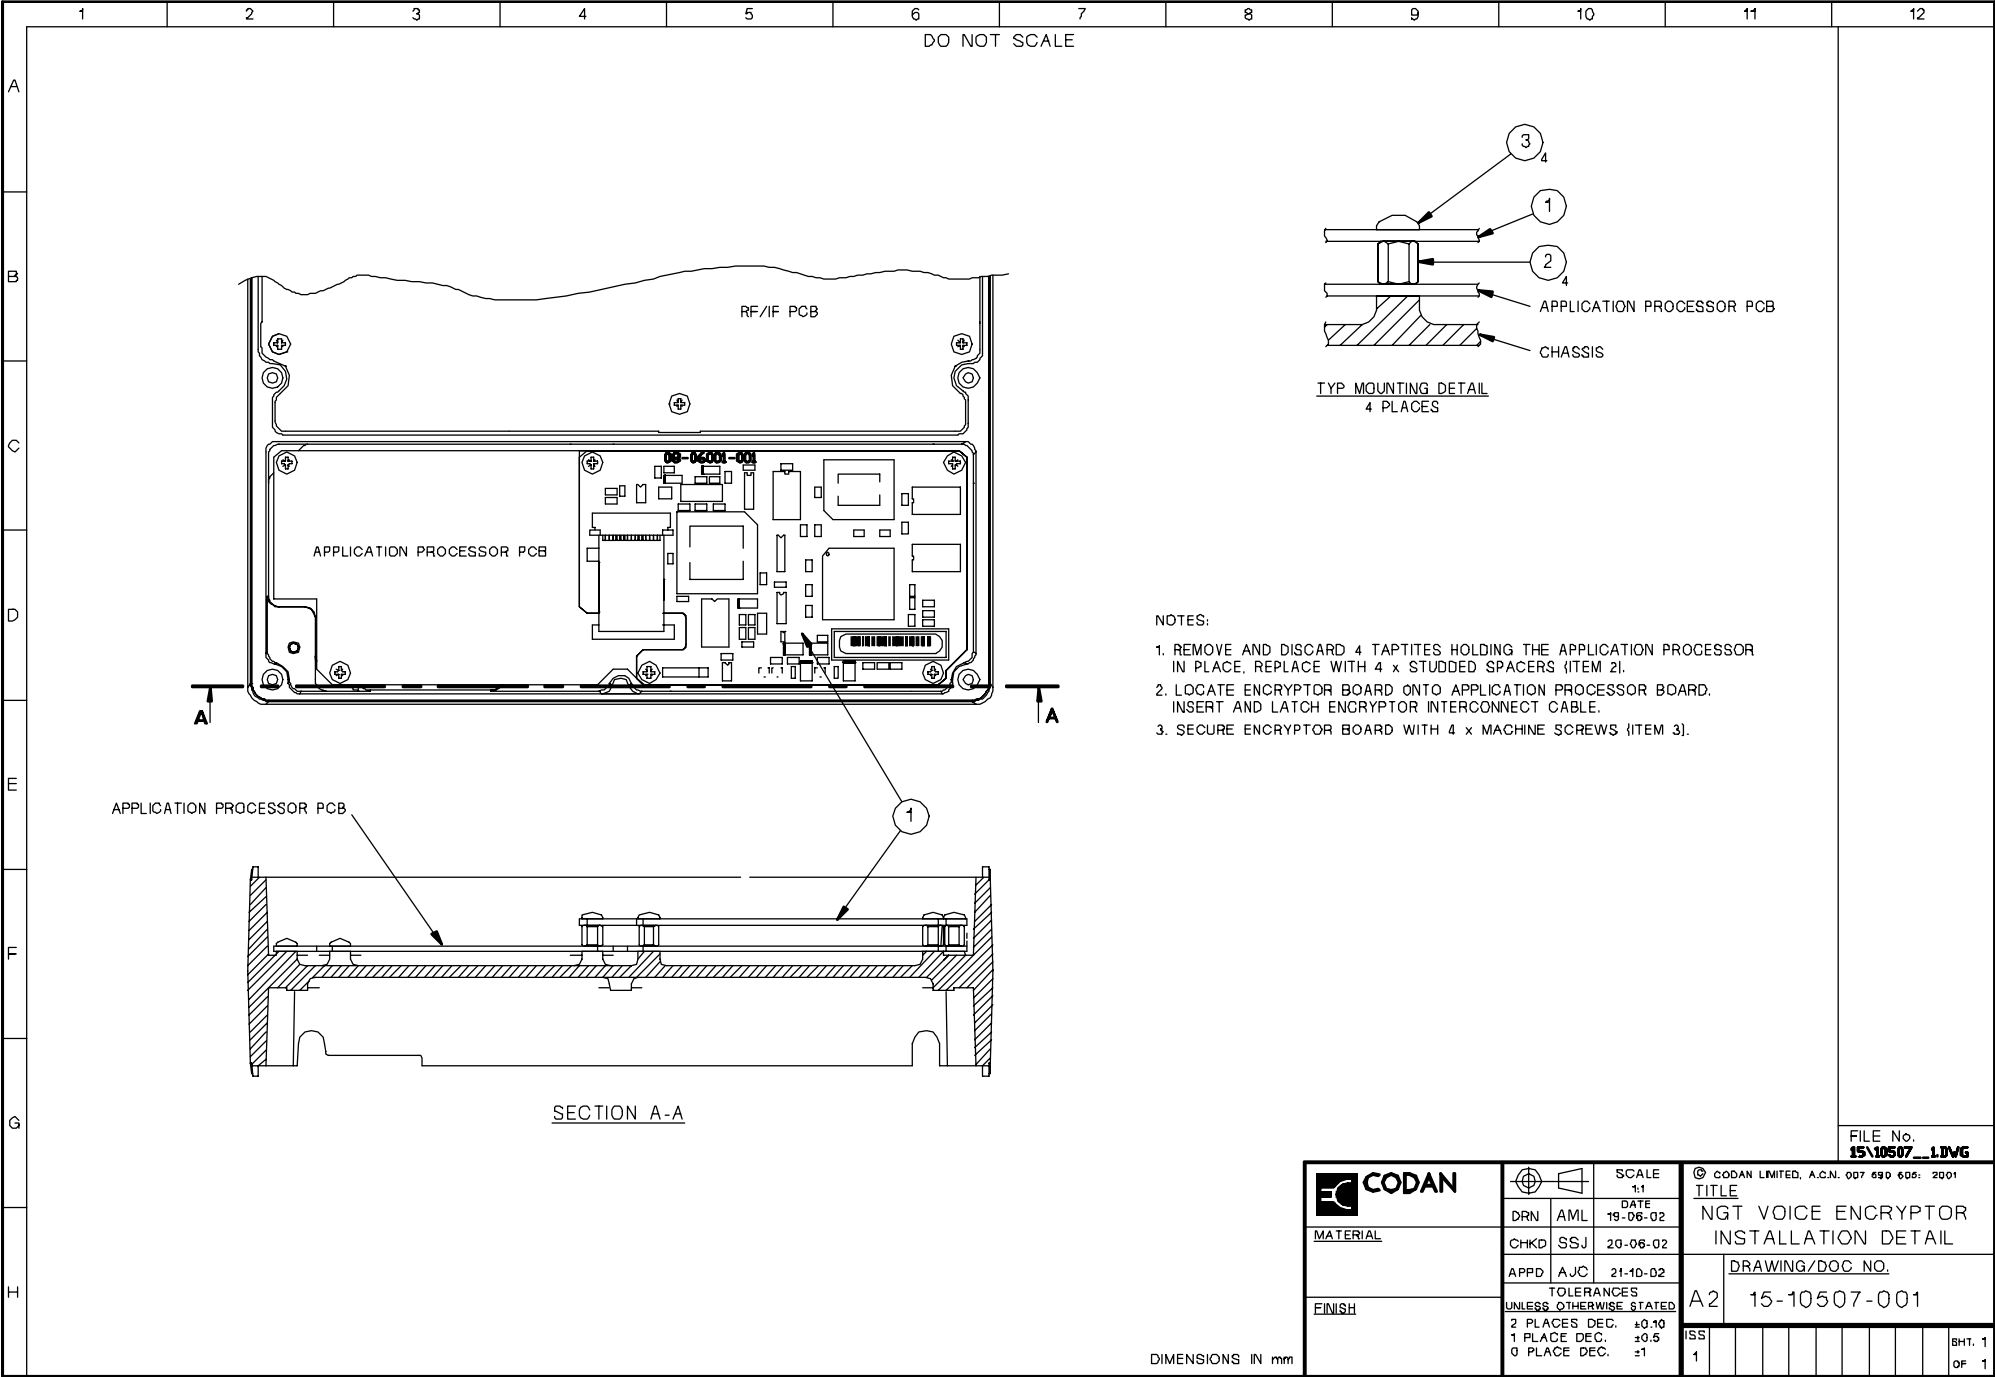 1 2 3 4 5 6 7 8 9 10 11 12
DO NOT SCALE
A
B
C
D
E
F
G
H
3
4
1
2
4
APPLICATION PROCESSOR PCB
CHASSIS
TYP MOUNTING DETAIL
4 PLACES
RF/IF PCB
08-06001-001
APPLICATION PROCESSOR PCB
A
A
NOTES:
1. REMOVE AND DISCARD 4 TAPTITES HOLDING THE APPLICATION PROCESSOR
IN PLACE, REPLACE WITH 4 x STUDDED SPACERS (ITEM 2).
2. LOCATE ENCRYPTOR BOARD ONTO APPLICATION PROCESSOR BOARD.
INSERT AND LATCH ENCRYPTOR INTERCONNECT CABLE.
3. SECURE ENCRYPTOR BOARD WITH 4 x MACHINE SCREWS (ITEM 3).
APPLICATION PROCESSOR PCB
1
SECTION A-A
FILE No.
15\10507__1.DWG
CODAN
MATERIAL
FINISH
SCALE
1:1
DATE
DRN AML 19-06-02
CHKD SSJ 20-06-02
APPD AJC 21-10-02
TOLERANCES
UNLESS OTHERWISE STATED
2 PLACES DEC. ±0.10
1 PLACE DEC. ±0.5
0 PLACE DEC. ±1
© CODAN LIMITED, A.C.N. 007 590 605: 2001
TITLE
NGT VOICE ENCRYPTOR
INSTALLATION DETAIL
DRAWING/DOC NO.
A2 15-10507-001
ISS
1
SHT. 1
OF 1
DIMENSIONS IN mm